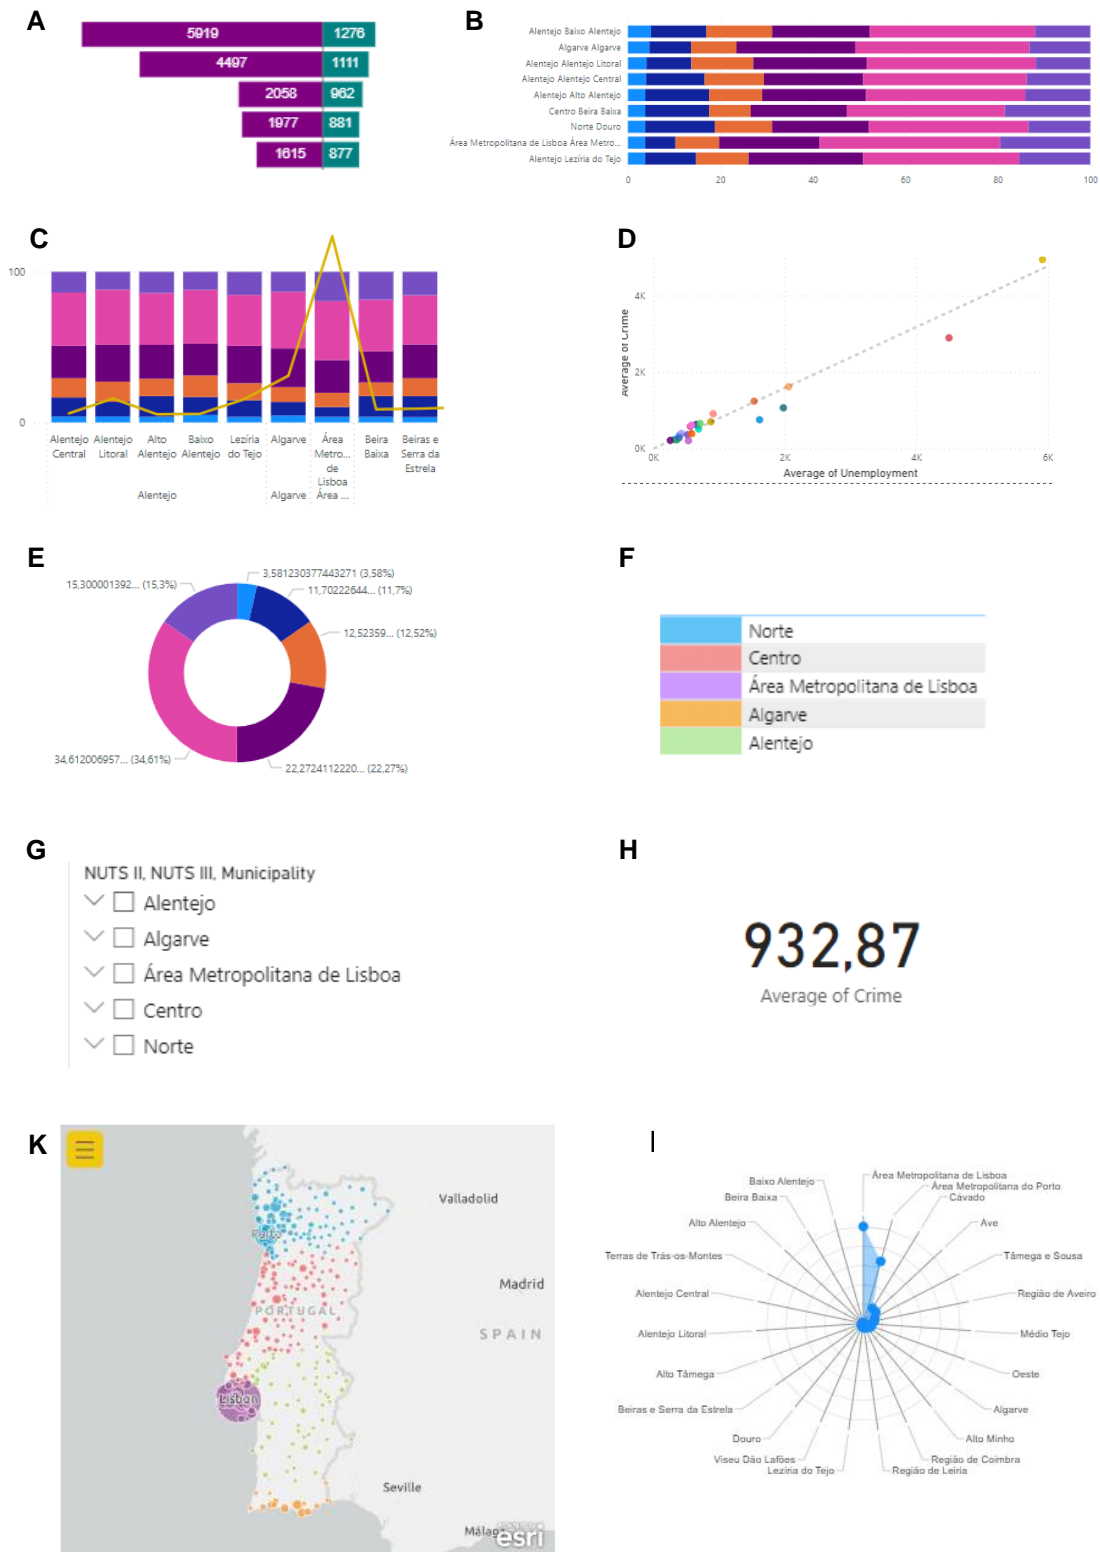 A
5919 1276
4497 1111
2058 962
1977 881
1615 877
B
Alentejo Baixo Alentejo
Algarve Algarve
Alentejo Alentejo Litoral
Alentejo Alentejo Central
Alentejo Alto Alentejo
Centro Beira Baixa
Norte Douro
Área Metropolitana de Lisboa Área Metro...
Alentejo Lezíria do Tejo
0 20 40 60 80 100
C
100
0
Alentejo Central
Alentejo Litoral
Alto Alentejo
Baixo Alentejo
Lezíria do Tejo
Algarve
Área Metro... de Lisboa
Beira Baixa
Beiras e Serra da Estrela
Alentejo
Algarve
Área ...
D
Average of Crime
4K
2K
0K
0K 2K 4K 6K
Average of Unemployment
E
3,581230377443271 (3,58%)
11,70222644... (11,7%)
12,52359... (12,52%)
22,2724112220... (22,27%)
34,612006957... (34,61%)
15,300001392... (15,3%)
F
Norte
Centro
Área Metropolitana de Lisboa
Algarve
Alentejo
G
NUTS II, NUTS III, Municipality
Alentejo
Algarve
Área Metropolitana de Lisboa
Centro
Norte
H
932,87
Average of Crime
K
Valladolid
Porto
Madrid
PORTUGAL
SPAIN
Lisbon
Seville
Málaga
esri
I
Área Metropolitana de Lisboa
Área Metropolitana do Porto
Cávado
Ave
Tâmega e Sousa
Região de Aveiro
Médio Tejo
Oeste
Algarve
Alto Minho
Região de Coimbra
Região de Leiria
Lezíria do Tejo
Viseu Dão Lafões
Douro
Beiras e Serra da Estrela
Alto Tâmega
Alentejo Litoral
Alentejo Central
Terras de Trás-os-Montes
Alto Alentejo
Beira Baixa
Baixo Alentejo